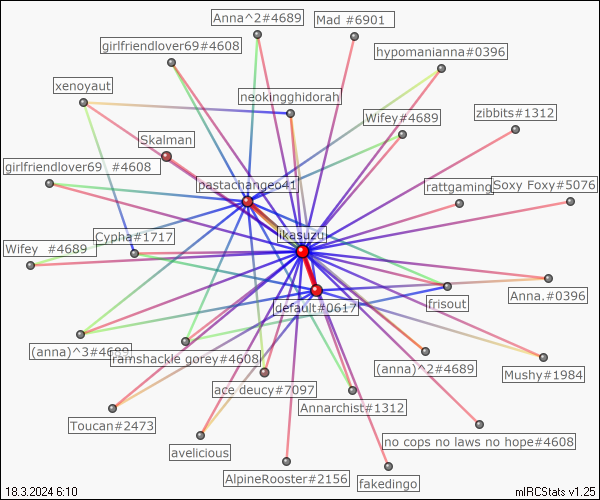 Anna^2#4689
Mad #6901
girlfriendlover69#4608
hypomanianna#0396
xenoyaut
neokingghidorah
Wifey#4689
zibbits#1312
Skalman
girlfriendlover69 #4608
pastachangeo41
rattgaming
Soxy Foxy#5076
Wifey #4689
Cypha#1717
ikasuzu
default#0617
frisout
Anna.#0396
(anna)^3#4689
ramshackle gorey#4608
(anna)^2#4689
Mushy#1984
ace deucy#7097
Annarchist#1312
Toucan#2473
avelicious
no cops no laws no hope#4608
AlpineRooster#2156
fakedingo
18.3.2024 6:10
mIRCStats v1.25